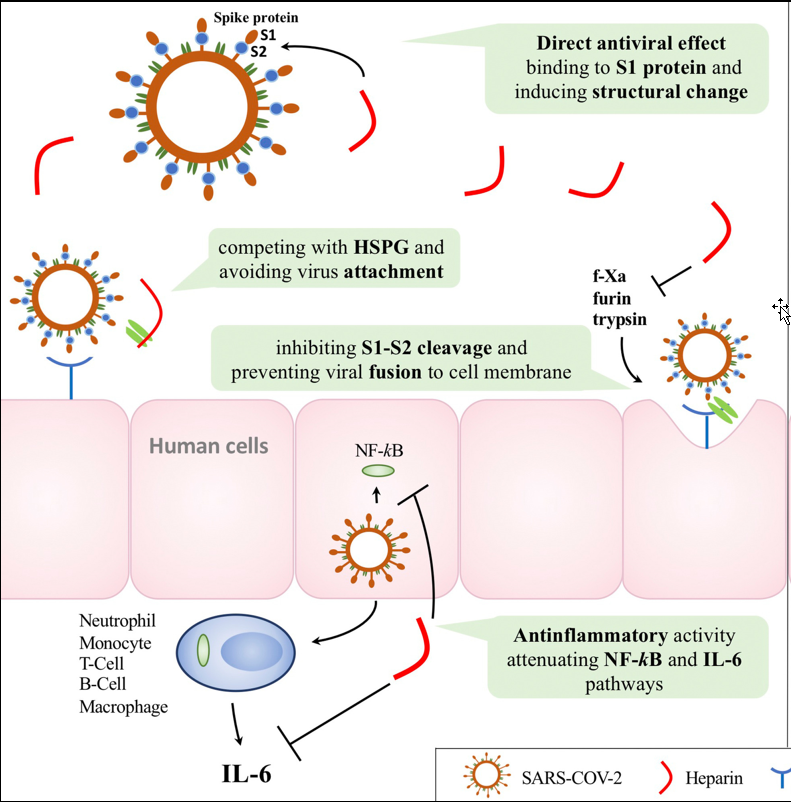 Spike protein
S1
S2
Direct antiviral effect
binding to S1 protein and
inducing structural change
competing with HSPG and
avoiding virus attachment
f-Xa
furin
trypsin
inhibiting S1-S2 cleavage and
preventing viral fusion to cell membrane
Human cells
NF-kB
Neutrophil
Monocyte
T-Cell
B-Cell
Macrophage
Antinflammatory activity
attenuating NF-kB and IL-6
pathways
IL-6
SARS-COV-2
Heparin